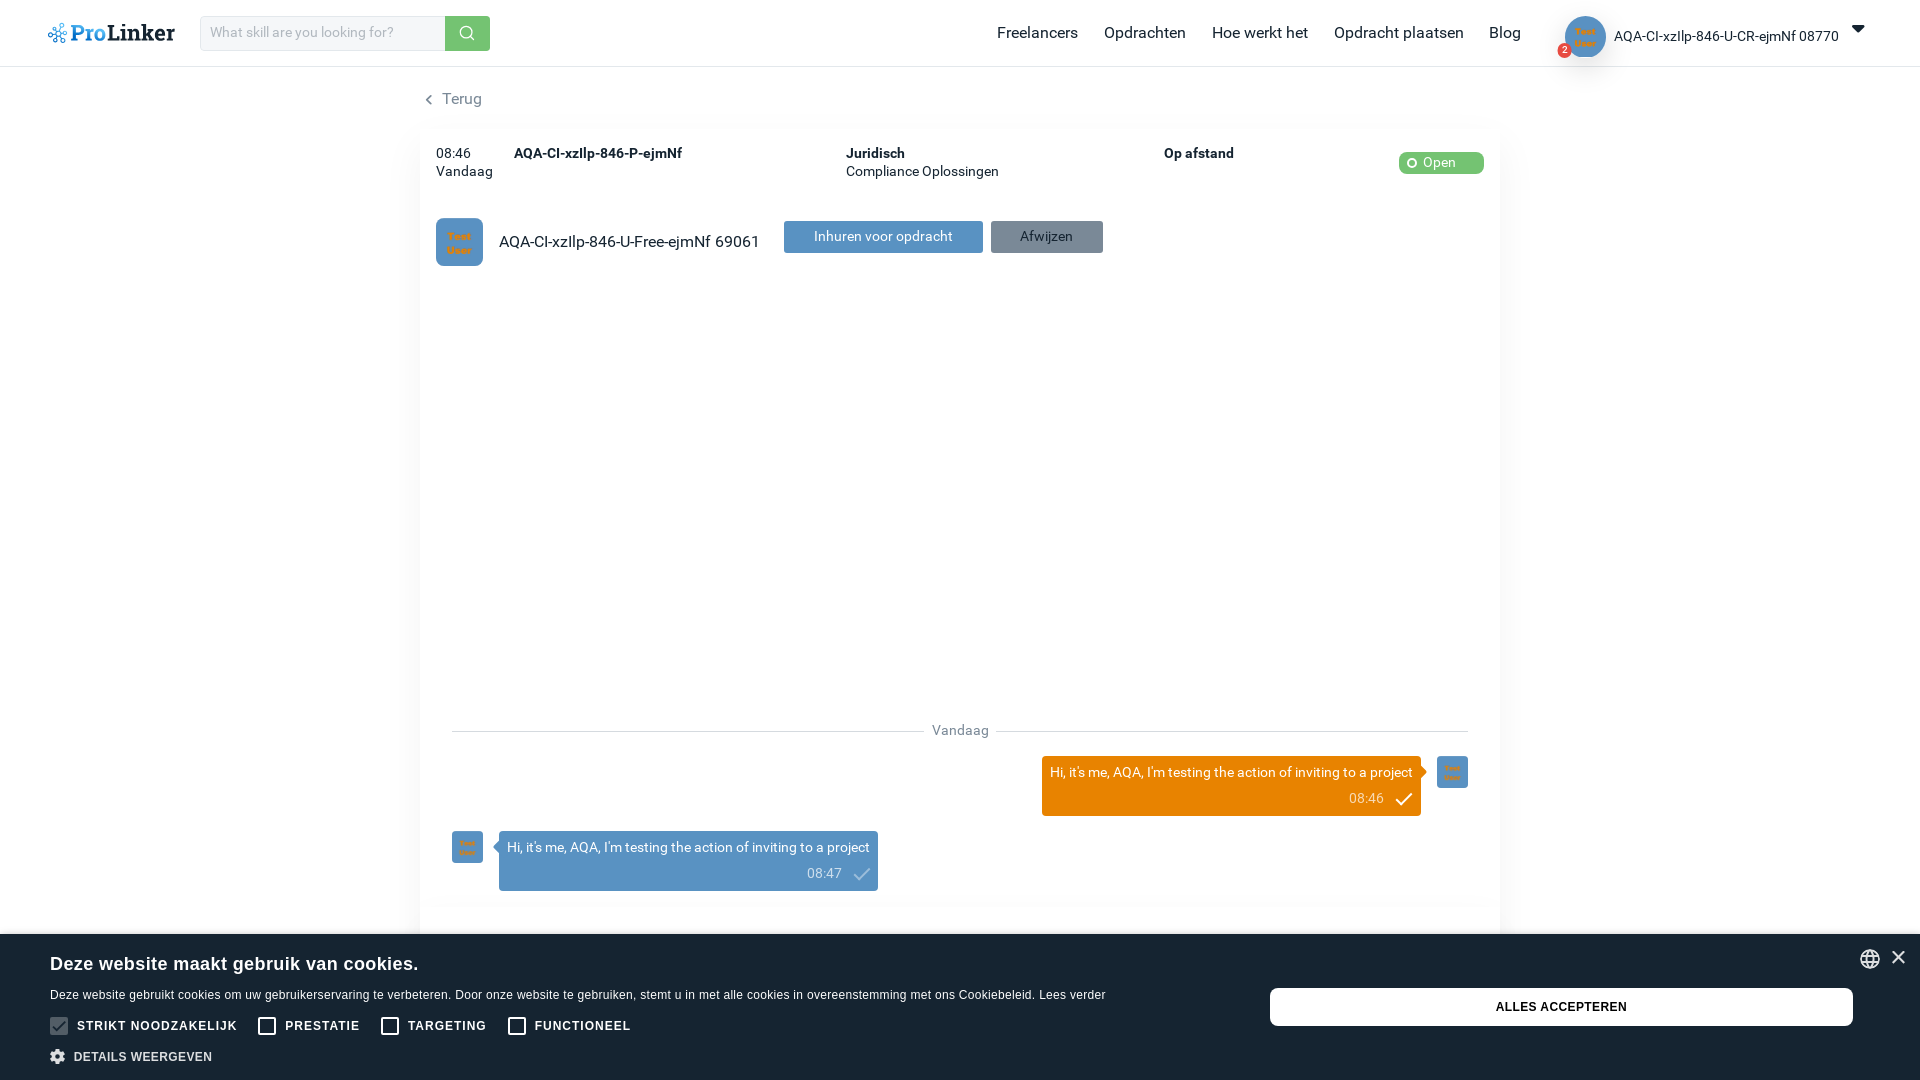 ProLinker
What skill are you looking for?
Freelancers
Opdrachten
Hoe werkt het
Opdracht plaatsen
Blog
Test
User
2
AQA-CI-xzIlp-846-U-CR-ejmNf 08770
Terug
08:46
Vandaag
AQA-CI-xzIlp-846-P-ejmNf
Juridisch
Compliance Oplossingen
Op afstand
Open
Test
User
AQA-CI-xzIlp-846-U-Free-ejmNf 69061
Inhuren voor opdracht
Afwijzen
Vandaag
Hi, it's me, AQA, I'm testing the action of inviting to a project
08:46
Test
User
Test
User
Hi, it's me, AQA, I'm testing the action of inviting to a project
08:47
Deze website maakt gebruik van cookies.
Deze website gebruikt cookies om uw gebruikerservaring te verbeteren. Door onze website te gebruiken, stemt u in met alle cookies in overeenstemming met ons Cookiebeleid. Lees verder
STRIKT NOODZAKELIJK
PRESTATIE
TARGETING
FUNCTIONEEL
DETAILS WEERGEVEN
ALLES ACCEPTEREN